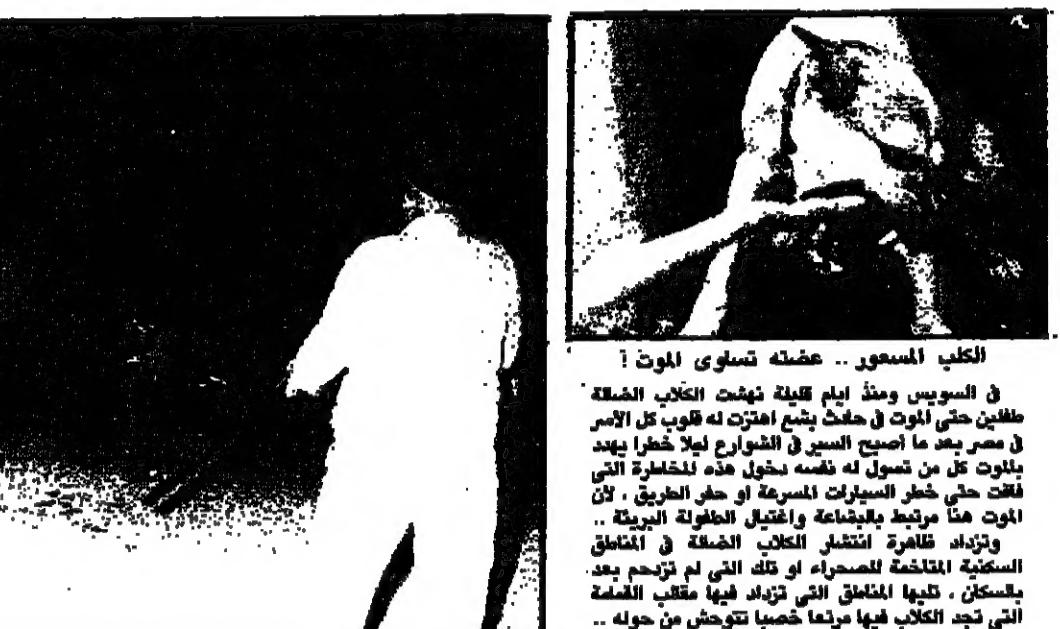 الكلب المسعور .. عضته تساوى الموت !
فى السويس ومنذ ايام قليلة نهشت الكلاب الضالة
طفلين حتى الموت فى حادث بشع اهتزت له قلوب كل الأسر
فى مصر بعد ما أصبح السير فى الشوارع ليلا خطرا يهدد
بالموت كل من تسول له نفسه دخول هذه المخاطرة التى
فاقت حتى خطر السيارات المسرعة او حفر الطريق ، لأن
الموت هنا مرتبط بالبشاعة واغتيال الطفولة البريئة ..
وتزداد ظاهرة انتشار الكلاب الضالة فى المناطق
السكنية المتاخمة للصحراء او تلك التى لم تزدحم بعد
بالسكان ، تليها المناطق التى تزداد فيها مقالب القمامة
التى تجد الكلاب فيها مرتعا خصبا تتوحش من حوله ..